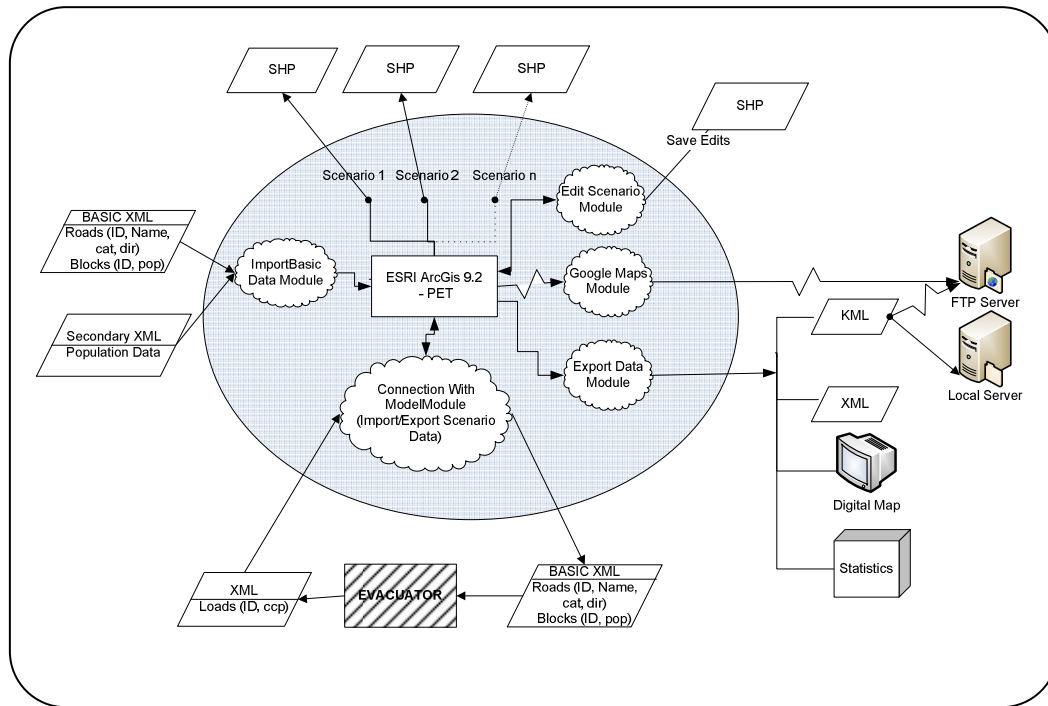 SHP
SHP
SHP
SHP
Save Edits
Scenario 1
Scenario 2
Scenario n
Edit Scenario
Module
BASIC XML
Roads (ID, Name,
cat, dir)
Blocks (ID, pop)
ImportBasic
Data Module
ESRI ArcGis 9.2
- PET
Google Maps
Module
FTP Server
KML
Secondary XML
Population Data
Export Data
Module
Local Server
Connection With
ModelModule
(Import/Export Scenario
Data)
XML
Digital Map
Statistics
XML
Loads (ID, ccp)
EVACUATOR
BASIC XML
Roads (ID, Name,
cat, dir)
Blocks (ID, pop)